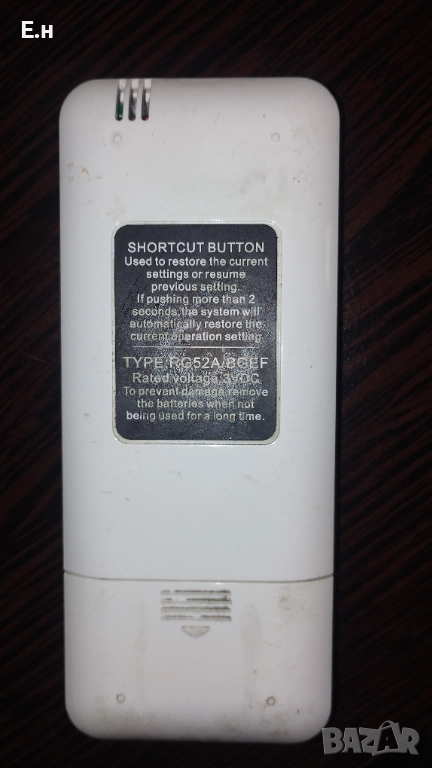 E.н
SHORTCUT BUTTON
Used to restore the current
settings or resume
previous setting.
If pushing more than 2
seconds,the system will
automatically restore the
current operation setting
TYPE:RG52A/BGEF
Rated voltage:3VDC
To prevent damage remove
the batteries when not
being used for a long time.
BAZAR